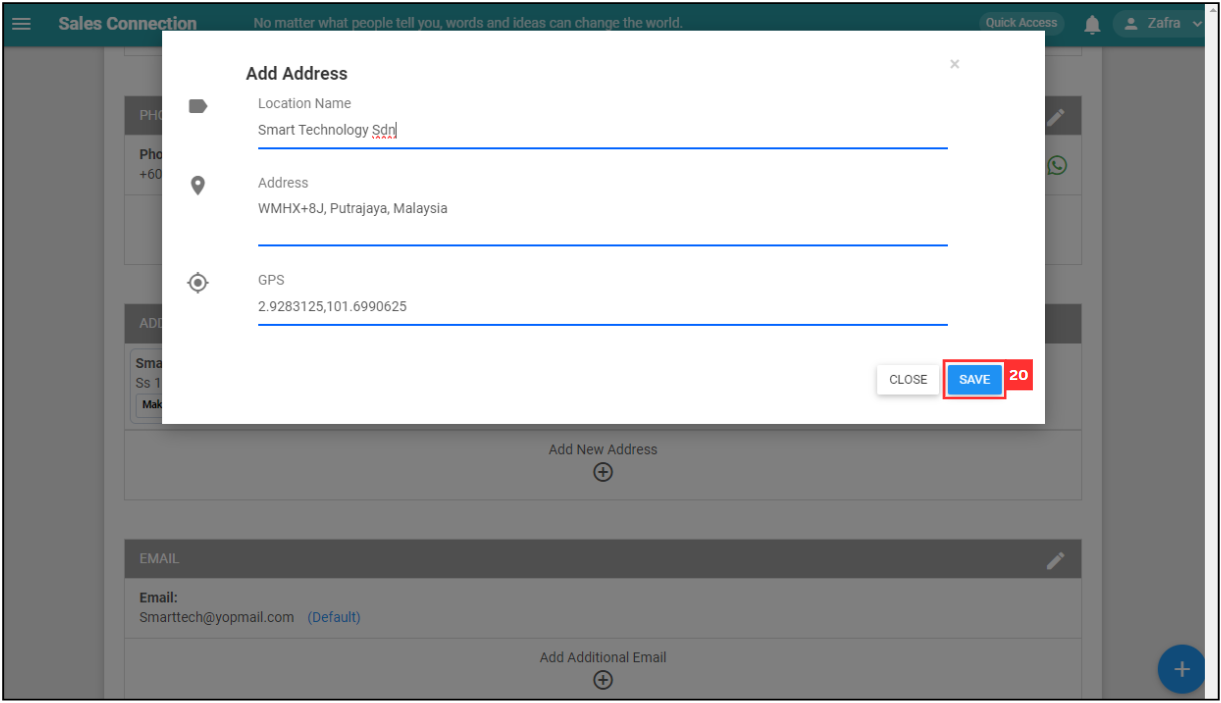 Sales Connection No matter what people tell you, words and ideas can change the world. Quick Access Zafra
Add Address ×
Location Name
Smart Technology Sdn
Address
WMHX+8J, Putrajaya, Malaysia
GPS
2.9283125,101.6990625
CLOSE SAVE 20
PHO
Pho
+60
ADD
Sma
Ss 1
Mak
Add New Address
EMAIL
Email:
Smarttech@yopmail.com (Default)
Add Additional Email